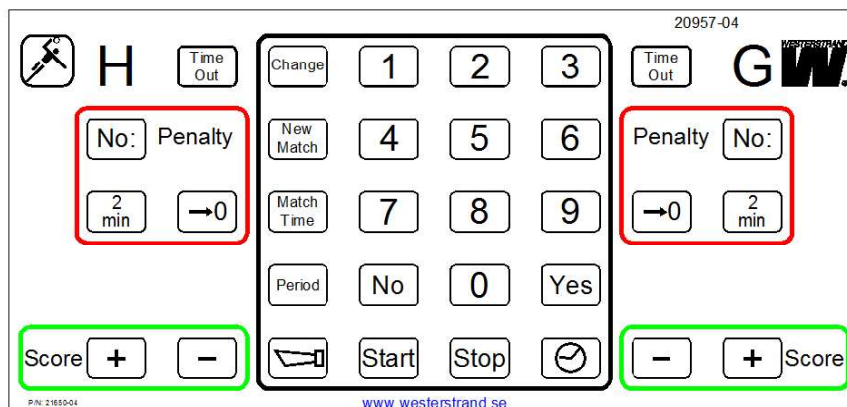 20957-04
H
Time
Out
Change
1
2
3
Time
Out
G
WESTERSTRAND
W
No:
Penalty
New
Match
4
5
6
Penalty
No:
2
min
→0
Match
Time
7
8
9
→0
2
min
Period
No
0
Yes
Score
+
−
Start
Stop
−
+
Score
P/N: 21650-04
www.westerstrand.se